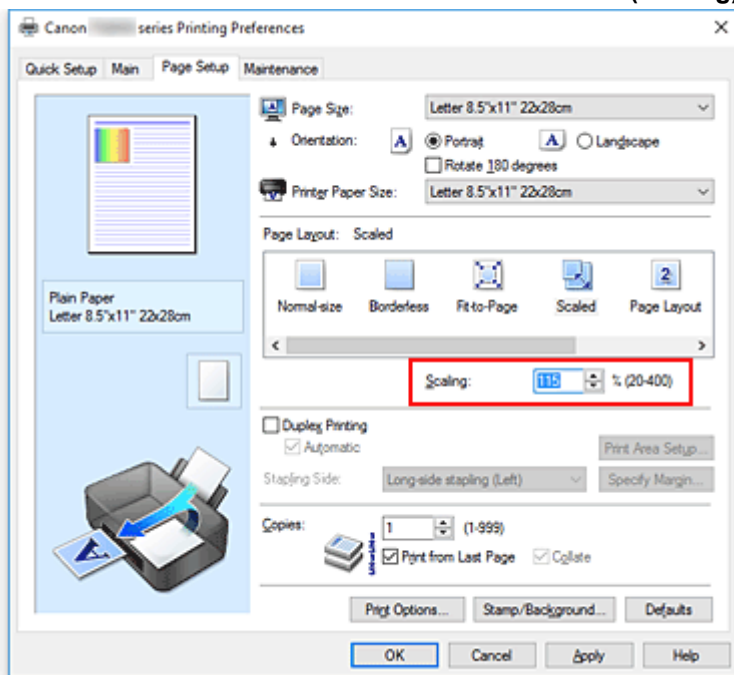 Canon series Printing Preferences
Quick Setup Main Page Setup Maintenance
Page Size: Letter 8.5"x11" 22x28cm
Orientation: A Portrait A Landscape
Rotate 180 degrees
Printer Paper Size: Letter 8.5"x11" 22x28cm
Page Layout: Scaled
Normal-size Borderless Fit-to-Page Scaled 2 Page Layout
Plain Paper
Letter 8.5"x11" 22x28cm
Scaling: 115 % (20-400)
Duplex Printing
Automatic Print Area Setup...
Stapling Side: Long-side stapling (Left) Specify Margin...
Copies: 1 (1-999)
Print from Last Page Collate
A
Print Options... Stamp/Background... Defaults
OK Cancel Apply Help